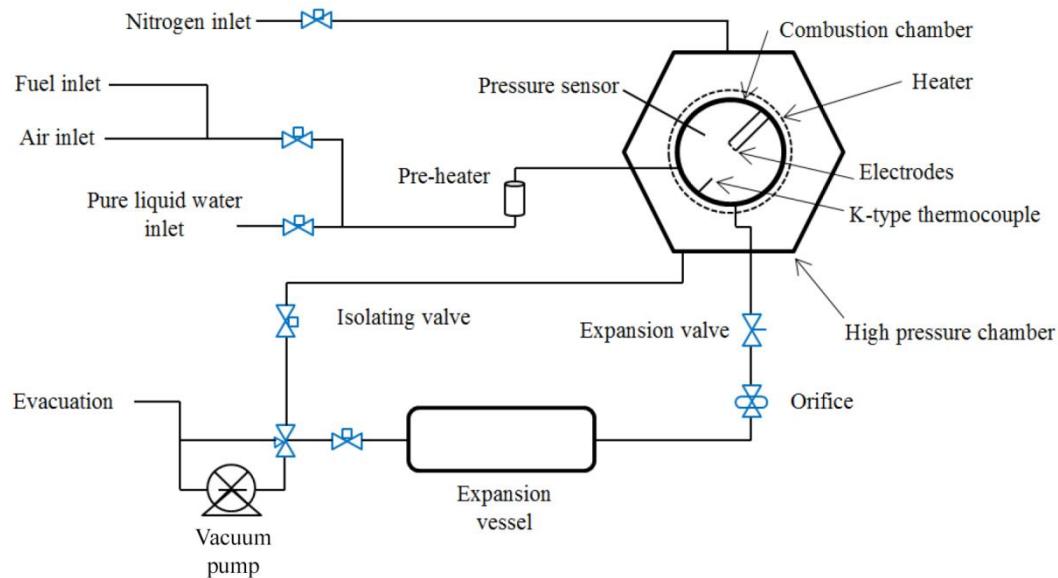 Nitrogen inlet
Combustion chamber
Fuel inlet
Pressure sensor
Heater
Air inlet
Pre-heater
Electrodes
Pure liquid water
inlet
K-type thermocouple
Isolating valve
Expansion valve
High pressure chamber
Evacuation
Orifice
Expansion
vessel
Vacuum
pump